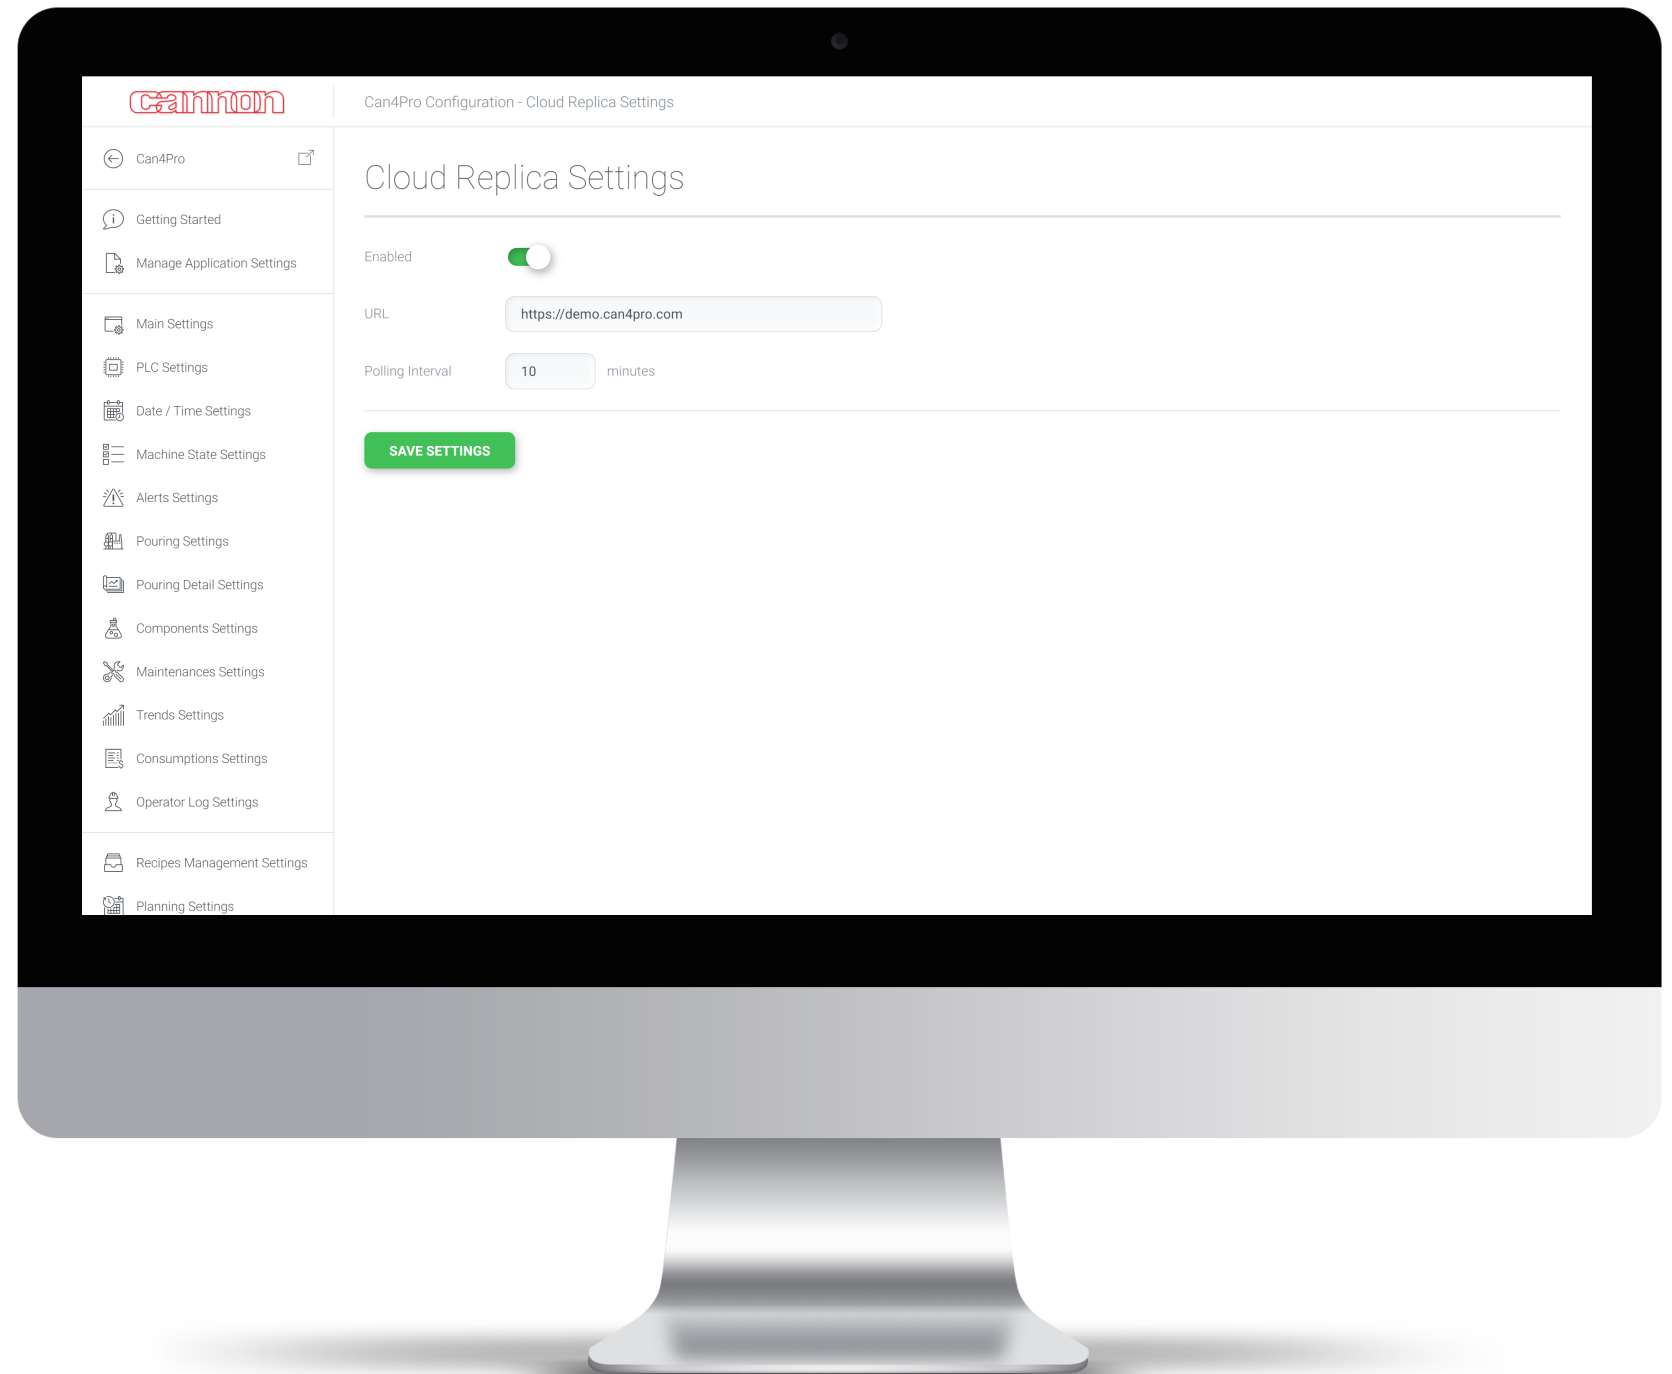 cannon
Can4Pro Configuration - Cloud Replica Settings
Can4Pro
Getting Started
Manage Application Settings
Main Settings
PLC Settings
Date / Time Settings
Machine State Settings
Alerts Settings
Pouring Settings
Pouring Detail Settings
Components Settings
Maintenances Settings
Trends Settings
Consumptions Settings
Operator Log Settings
Recipes Management Settings
Planning Settings
Cloud Replica Settings
Enabled
URL https://demo.can4pro.com
Polling Interval 10 minutes
SAVE SETTINGS